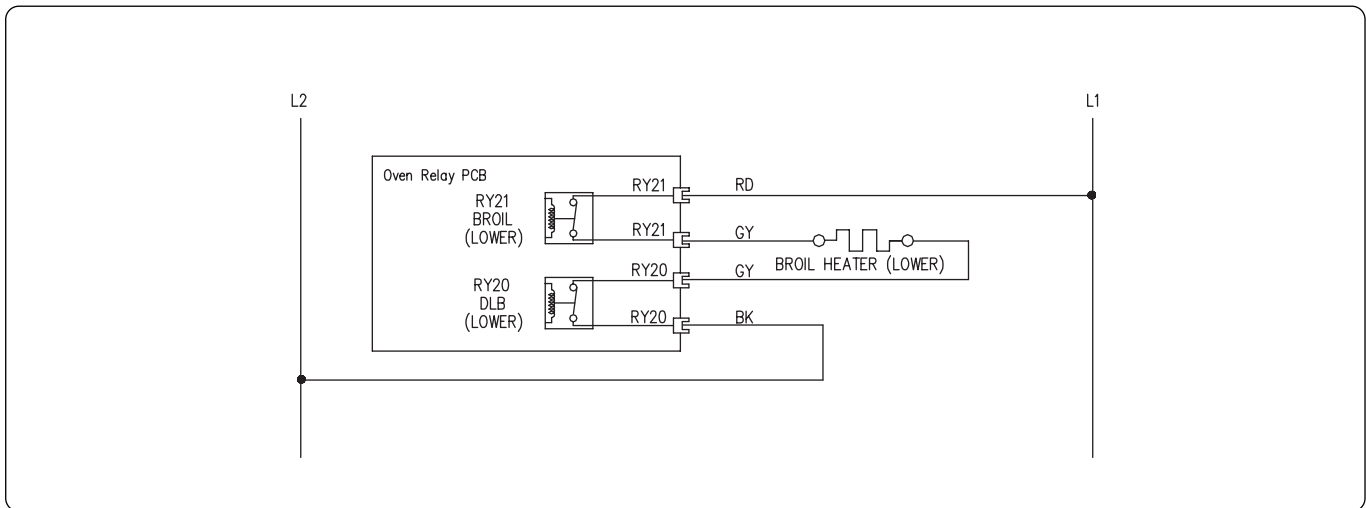 L2
L1
Oven Relay PCB
RY21
BROIL
(LOWER)
RY21
RD
RY21
GY
BROIL HEATER (LOWER)
RY20
DLB
(LOWER)
RY20
GY
RY20
BK